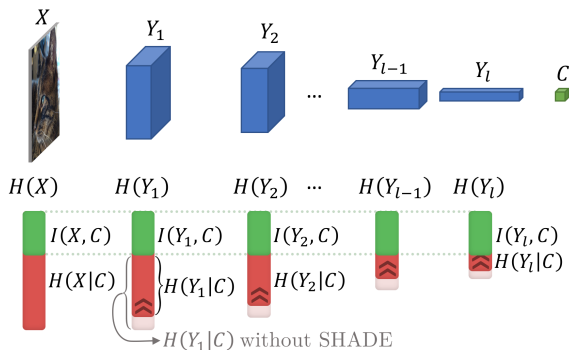 X Y₁ Y₂ ... Yₗ₋₁ Yₗ C
H(X) H(Y₁) H(Y₂) ... H(Yₗ₋₁) H(Yₗ)
I(X,C) I(Y₁,C) I(Y₂,C) I(Yₗ,C)
H(X|C) H(Y₁|C) H(Y₂|C) H(Yₗ|C)
H(Y₁|C) without SHADE